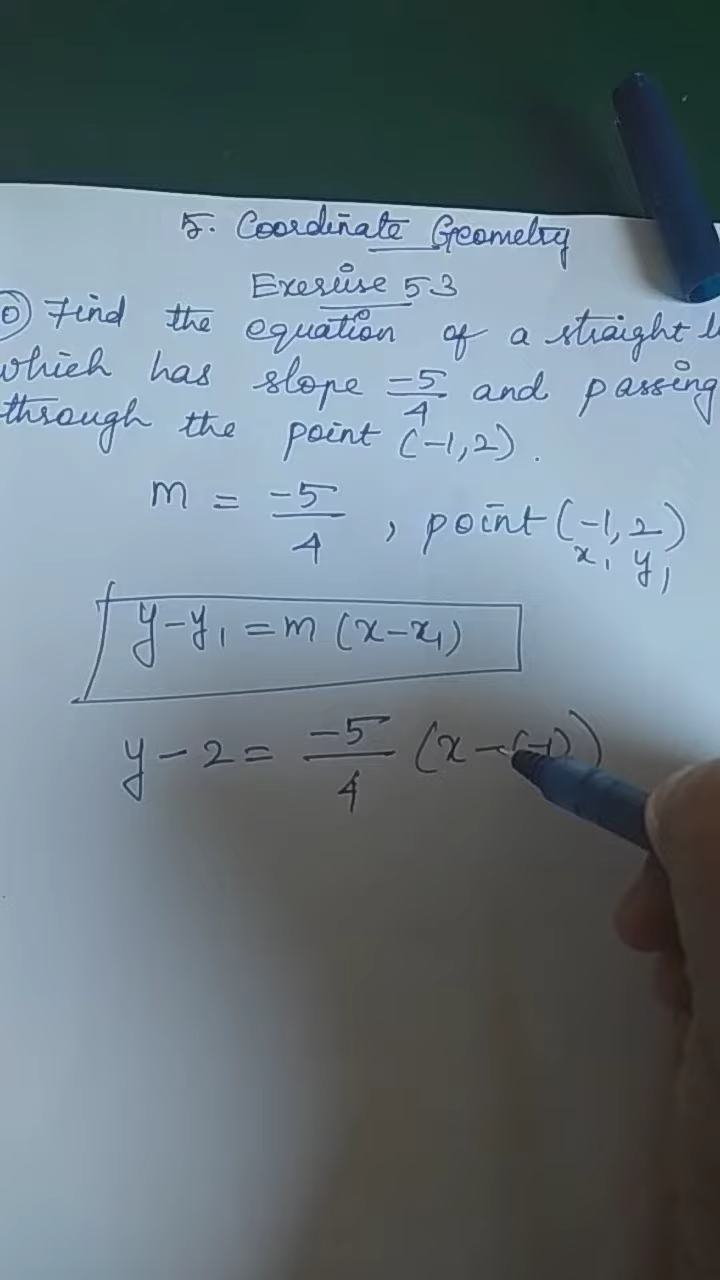 5. Coordinate Geometry
Exersise 5.3
Find the equation of a straight
which has slope -5/4 and passing
through the point (-1,2).
m = -5/4 , point (-1, 2)
x₁ y₁
y-y₁ = m (x-x₁)
y-2 = -5/4 (x-(-1))